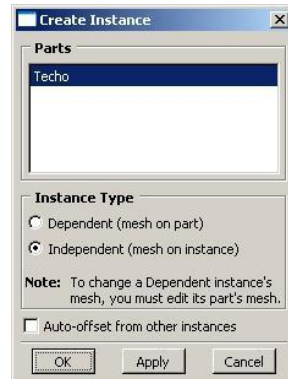 Create Instance
Parts
Techo
Instance Type
Dependent (mesh on part)
Independent (mesh on instance)
Note: To change a Dependent instance's
mesh, you must edit its part's mesh.
Auto-offset from other instances
OK Apply Cancel